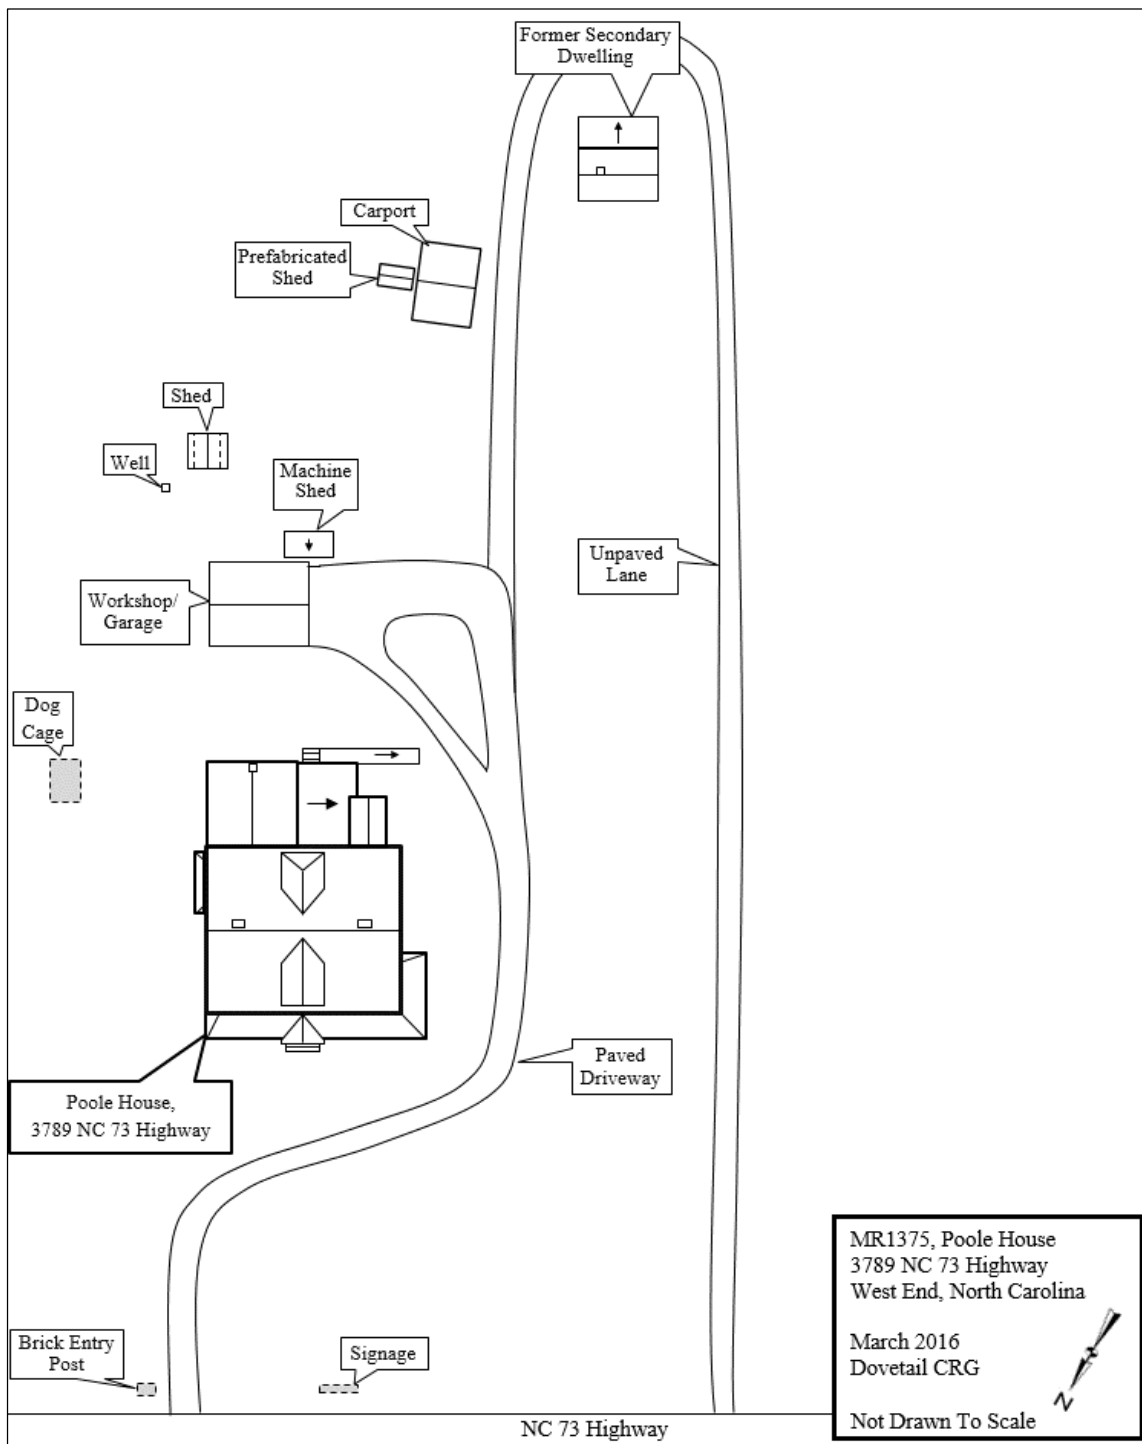 Former Secondary
Dwelling
Carport
Prefabricated
Shed
Shed
Well
Machine
Shed
Unpaved
Lane
Workshop/
Garage
Dog
Cage
Paved
Driveway
Poole House,
3789 NC 73 Highway
MR1375, Poole House
3789 NC 73 Highway
West End, North Carolina
March 2016
Dovetail CRG
N
Not Drawn To Scale
Brick Entry
Post
Signage
NC 73 Highway